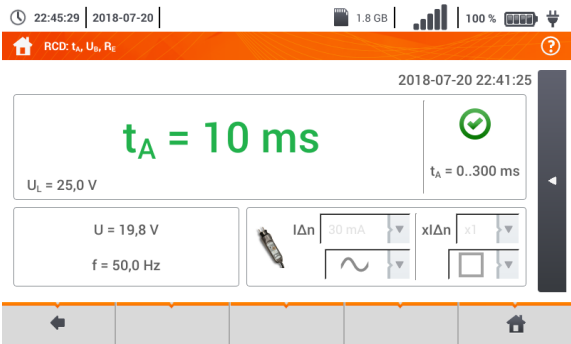 22:45:29 2018-07-20 1.8 GB 100 %
RCD: tA, UB, RE
2018-07-20 22:41:25
tA = 10 ms
tA = 0..300 ms
UL = 25,0 V
U = 19,8 V
IΔn 30 mA xIΔn x1
f = 50,0 Hz